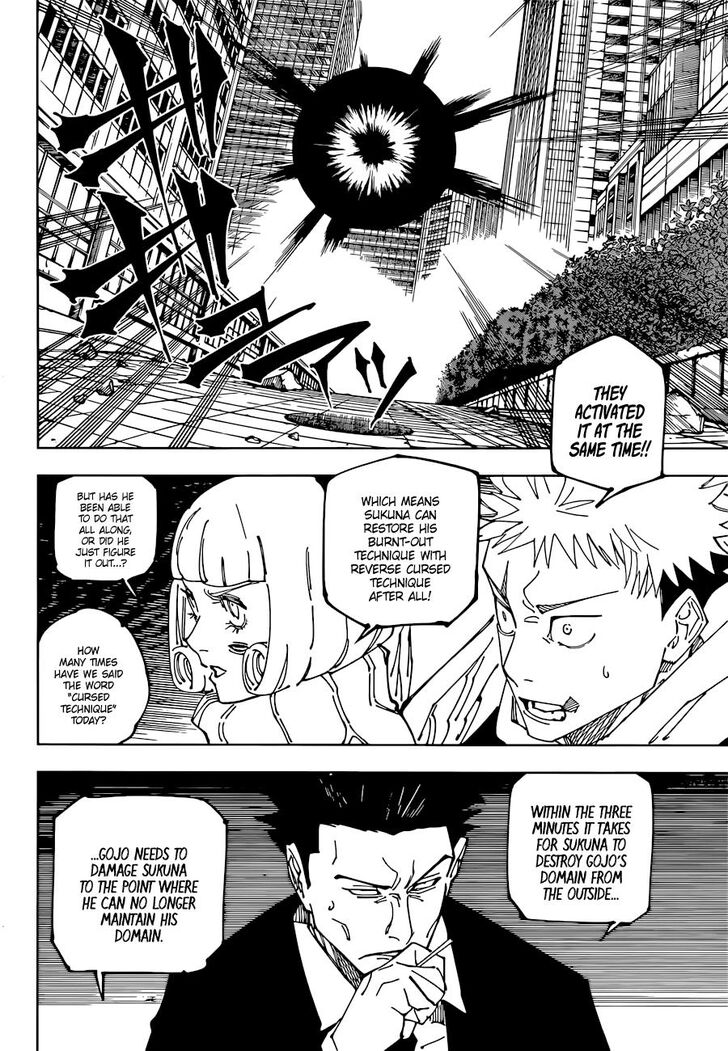 THEY
ACTIVATED
IT AT THE
SAME TIME!!
WHICH MEANS
SUKUNA CAN
RESTORE HIS
BURNT-OUT
TECHNIQUE WITH
REVERSE CURSED
TECHNIQUE
AFTER ALL!
BUT HAS HE
BEEN ABLE
TO DO THAT
ALL ALONG,
OR DID HE
JUST FIGURE
IT OUT...?
HOW
MANY TIMES
HAVE WE SAID
THE WORD
"CURSED
TECHNIQUE"
TODAY?
WITHIN THE THREE
MINUTES IT TAKES
FOR SUKUNA TO
DESTROY GOJO'S
DOMAIN FROM
THE OUTSIDE...
...GOJO NEEDS TO
DAMAGE SUKUNA
TO THE POINT WHERE
HE CAN NO LONGER
MAINTAIN HIS
DOMAIN.